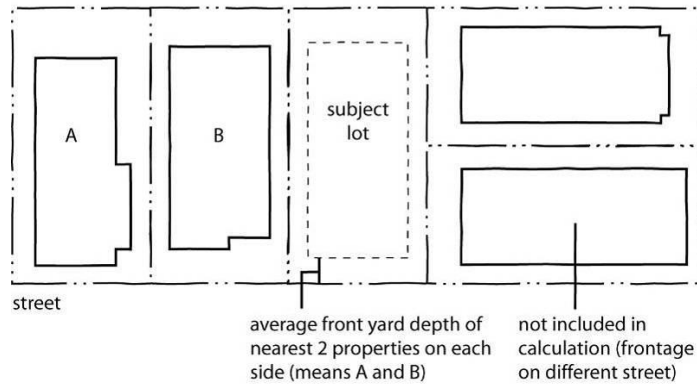 A
B
subject
lot
street
average front yard depth of
nearest 2 properties on each
side (means A and B)
not included in
calculation (frontage
on different street)